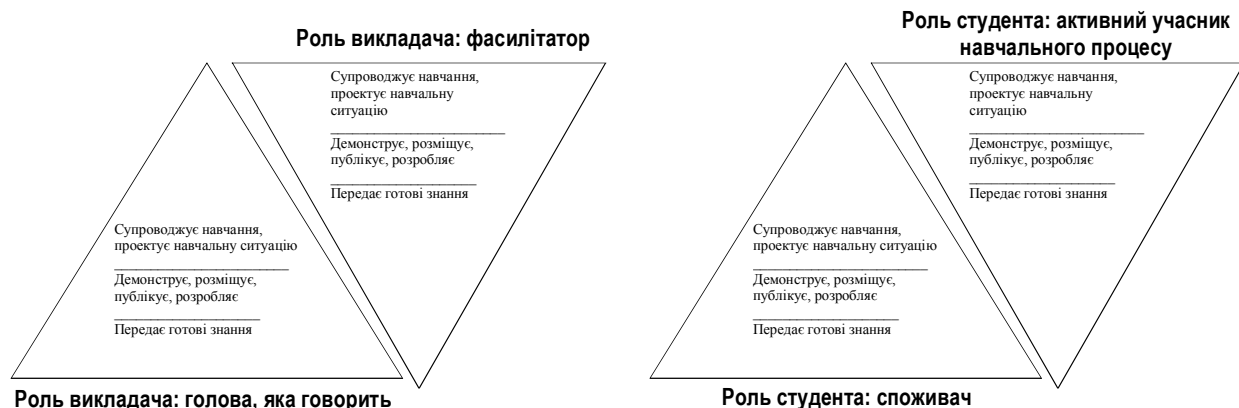 Роль викладача: фасилітатор
Супроводжує навчання,
проектує навчальну
ситуацію
Демонструє, розміщує,
публікує, розробляє
Передає готові знання
Супроводжує навчання,
проектує навчальну ситуацію
Демонструє, розміщує,
публікує, розробляє
Передає готові знання
Роль викладача: голова, яка говорить
Роль студента: активний учасник
навчального процесу
Супроводжує навчання,
проектує навчальну
ситуацію
Демонструє, розміщує,
публікує, розробляє
Передає готові знання
Супроводжує навчання,
проектує навчальну ситуацію
Демонструє, розміщує,
публікує, розробляє
Передає готові знання
Роль студента: споживач